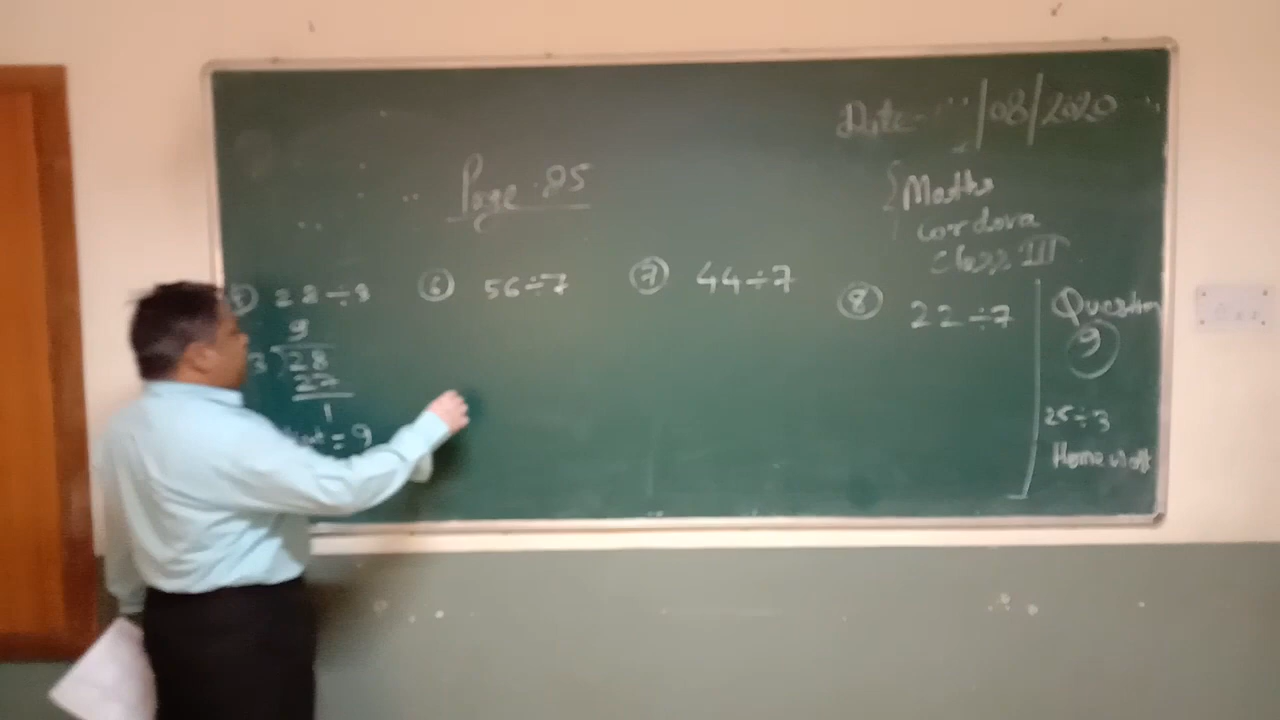 Date - /08/2020
Page 85
Maths
Cordova
Class III
5 28÷3
6 56÷7
7 44÷7
8 22÷7
Question
9
9
3 28
27
1
= 9
25÷3
Home work